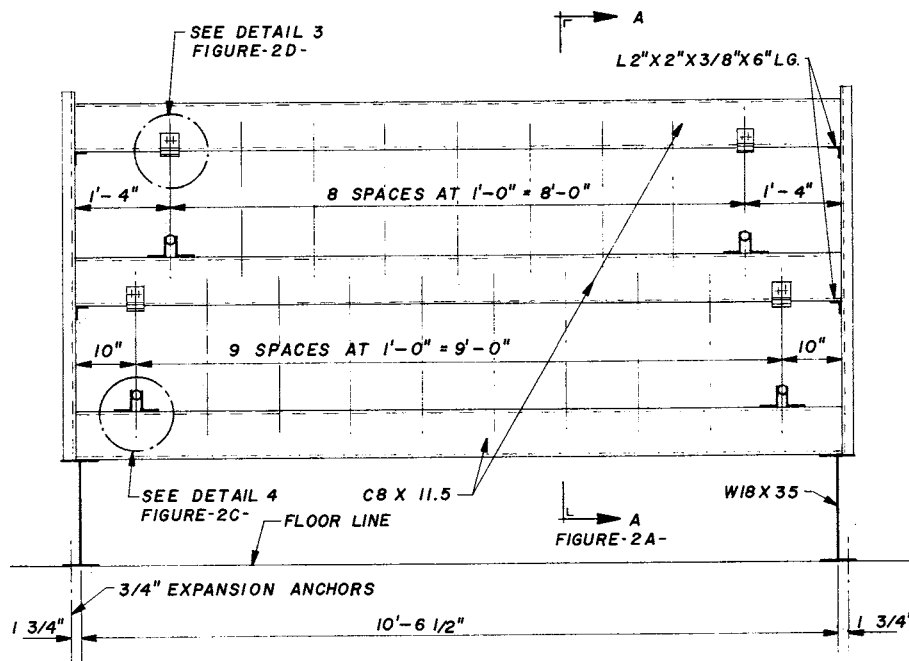 A
SEE DETAIL 3
FIGURE-2D-
L2"X2"X3/8"X6"LG.
1'-4"
8 SPACES AT 1'-0" = 8'-0"
1'-4"
10"
9 SPACES AT 1'-0" = 9'-0"
10"
SEE DETAIL 4
FIGURE-2C-
C8 X 11.5
W18X35
FLOOR LINE
A
FIGURE-2A-
3/4" EXPANSION ANCHORS
1 3/4"
10'-6 1/2"
1 3/4"